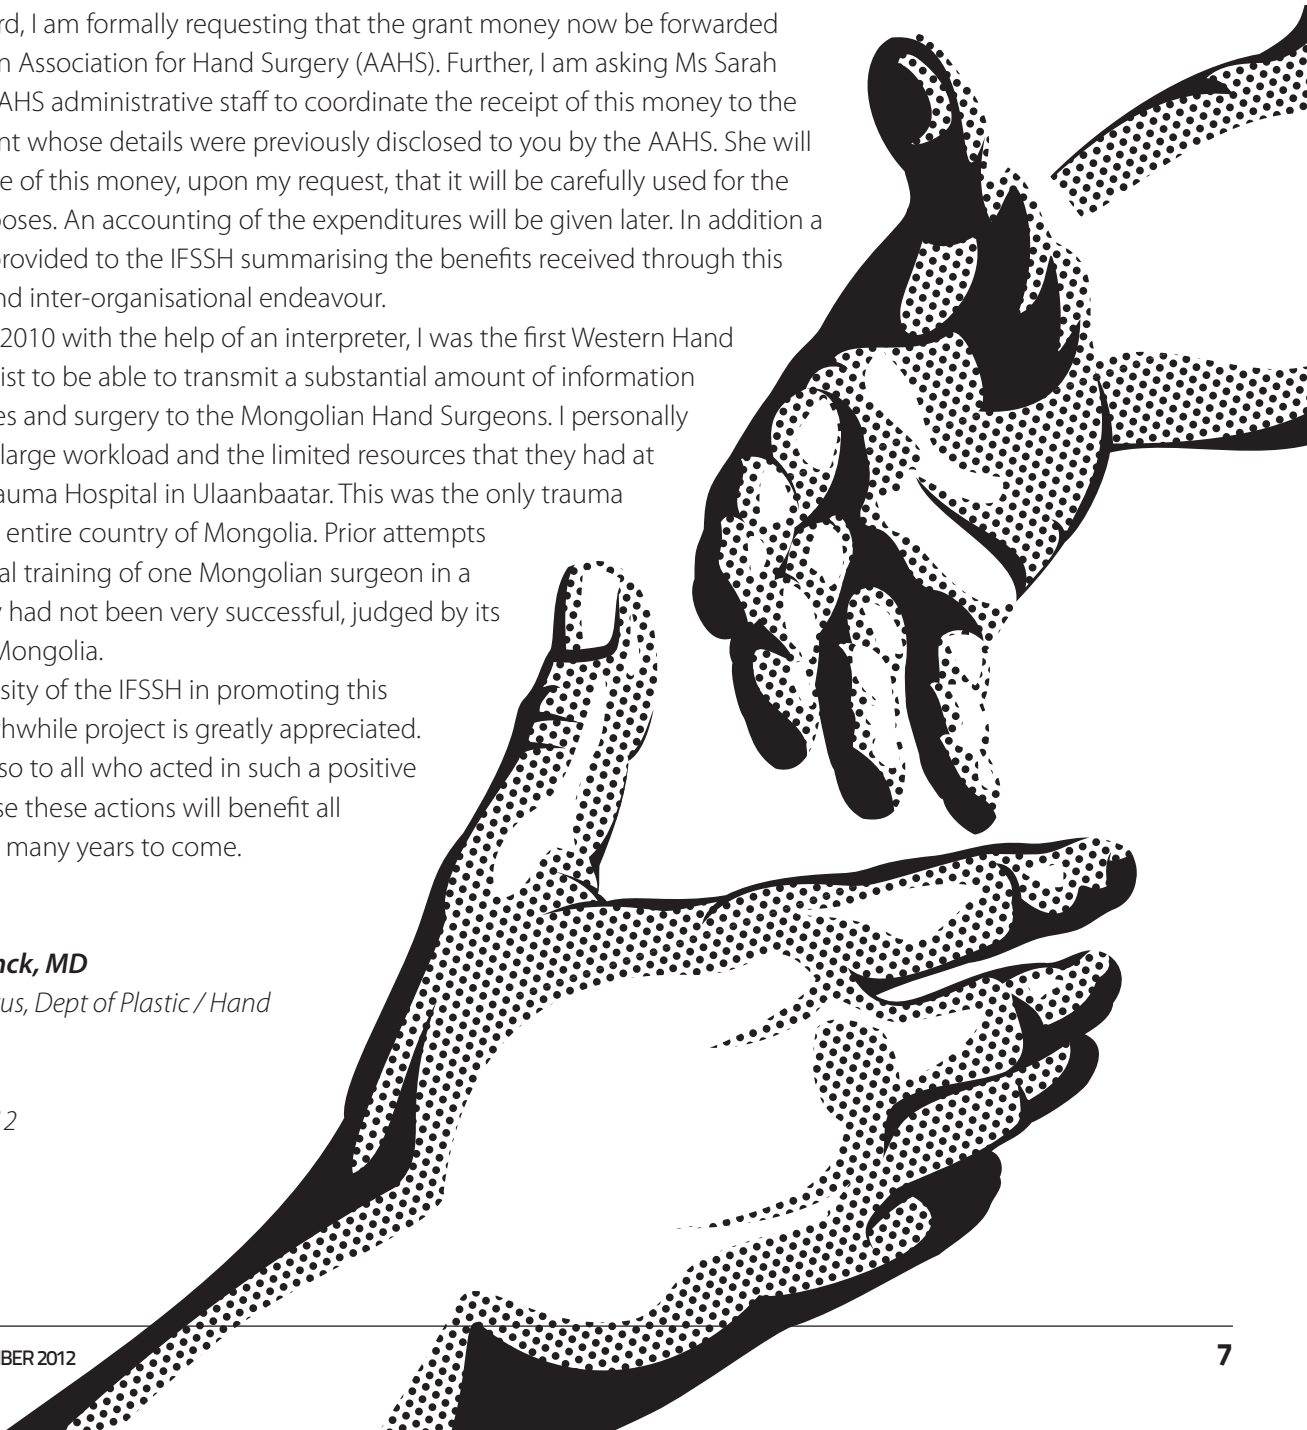 rd, I am formally requesting that the grant money now be forwarded
n Association for Hand Surgery (AAHS). Further, I am asking Ms Sarah
AHS administrative staff to coordinate the receipt of this money to the
nt whose details were previously disclosed to you by the AAHS. She will
e of this money, upon my request, that it will be carefully used for the
oses. An accounting of the expenditures will be given later. In addition a
provided to the IFSSH summarising the benefits received through this
nd inter-organisational endeavour.
2010 with the help of an interpreter, I was the first Western Hand
ist to be able to transmit a substantial amount of information
es and surgery to the Mongolian Hand Surgeons. I personally
large workload and the limited resources that they had at
auma Hospital in Ulaanbaatar. This was the only trauma
entire country of Mongolia. Prior attempts
al training of one Mongolian surgeon in a
y had not been very successful, judged by its
Mongolia.
sity of the IFSSH in promoting this
thwhile project is greatly appreciated.
so to all who acted in such a positive
se these actions will benefit all
many years to come.
nck, MD
us, Dept of Plastic / Hand
12
BER 2012
7